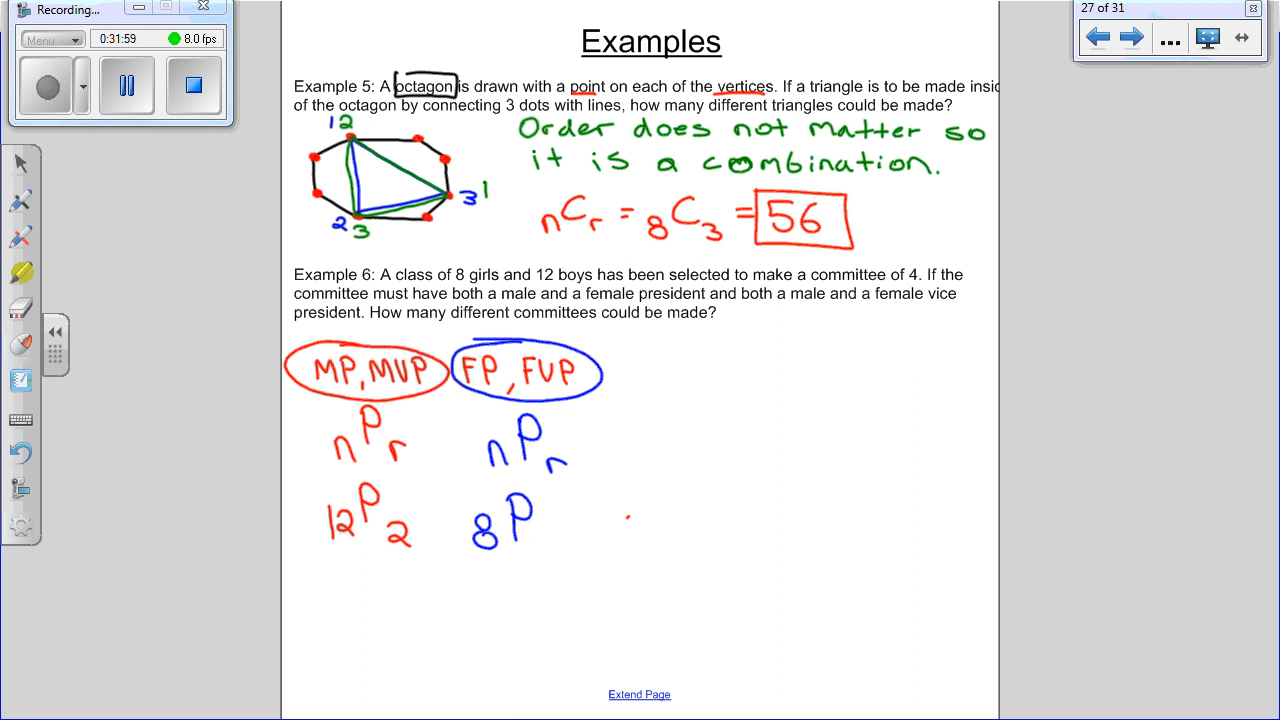 Recording...
Menu
0:31:59
8.0 fps
27 of 31
Examples
Example 5: A octagon is drawn with a point on each of the vertices. If a triangle is to be made insid
of the octagon by connecting 3 dots with lines, how many different triangles could be made?
12
31
23
Order does not matter so
it is a combination.
nCr = 8C3 = 56
Example 6: A class of 8 girls and 12 boys has been selected to make a committee of 4. If the
committee must have both a male and a female president and both a male and a female vice
president. How many different committees could be made?
MP, MVP FP, FVP
nPr nPr
12P2 8P
Extend Page